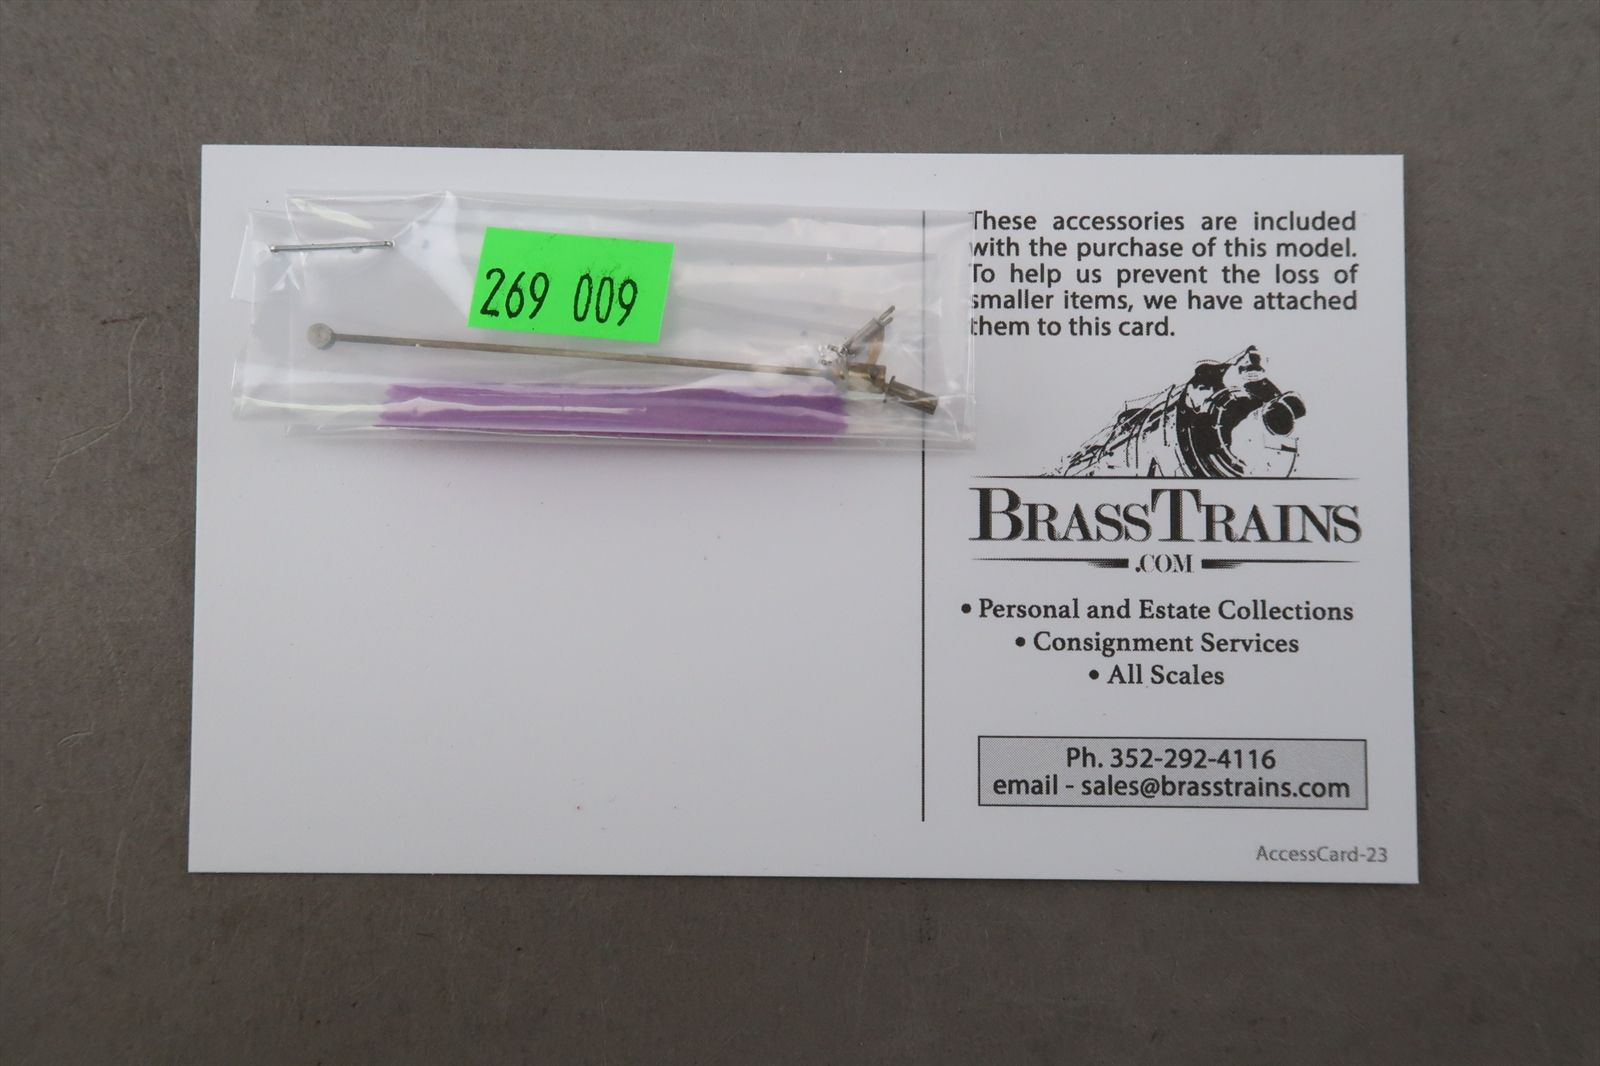 269 009
These accessories are included
with the purchase of this model.
To help us prevent the loss of
smaller items, we have attached
them to this card.
BRASSTRAINS
.COM
• Personal and Estate Collections
• Consignment Services
• All Scales
Ph. 352-292-4116
email - sales@brasstrains.com
AccessCard-23